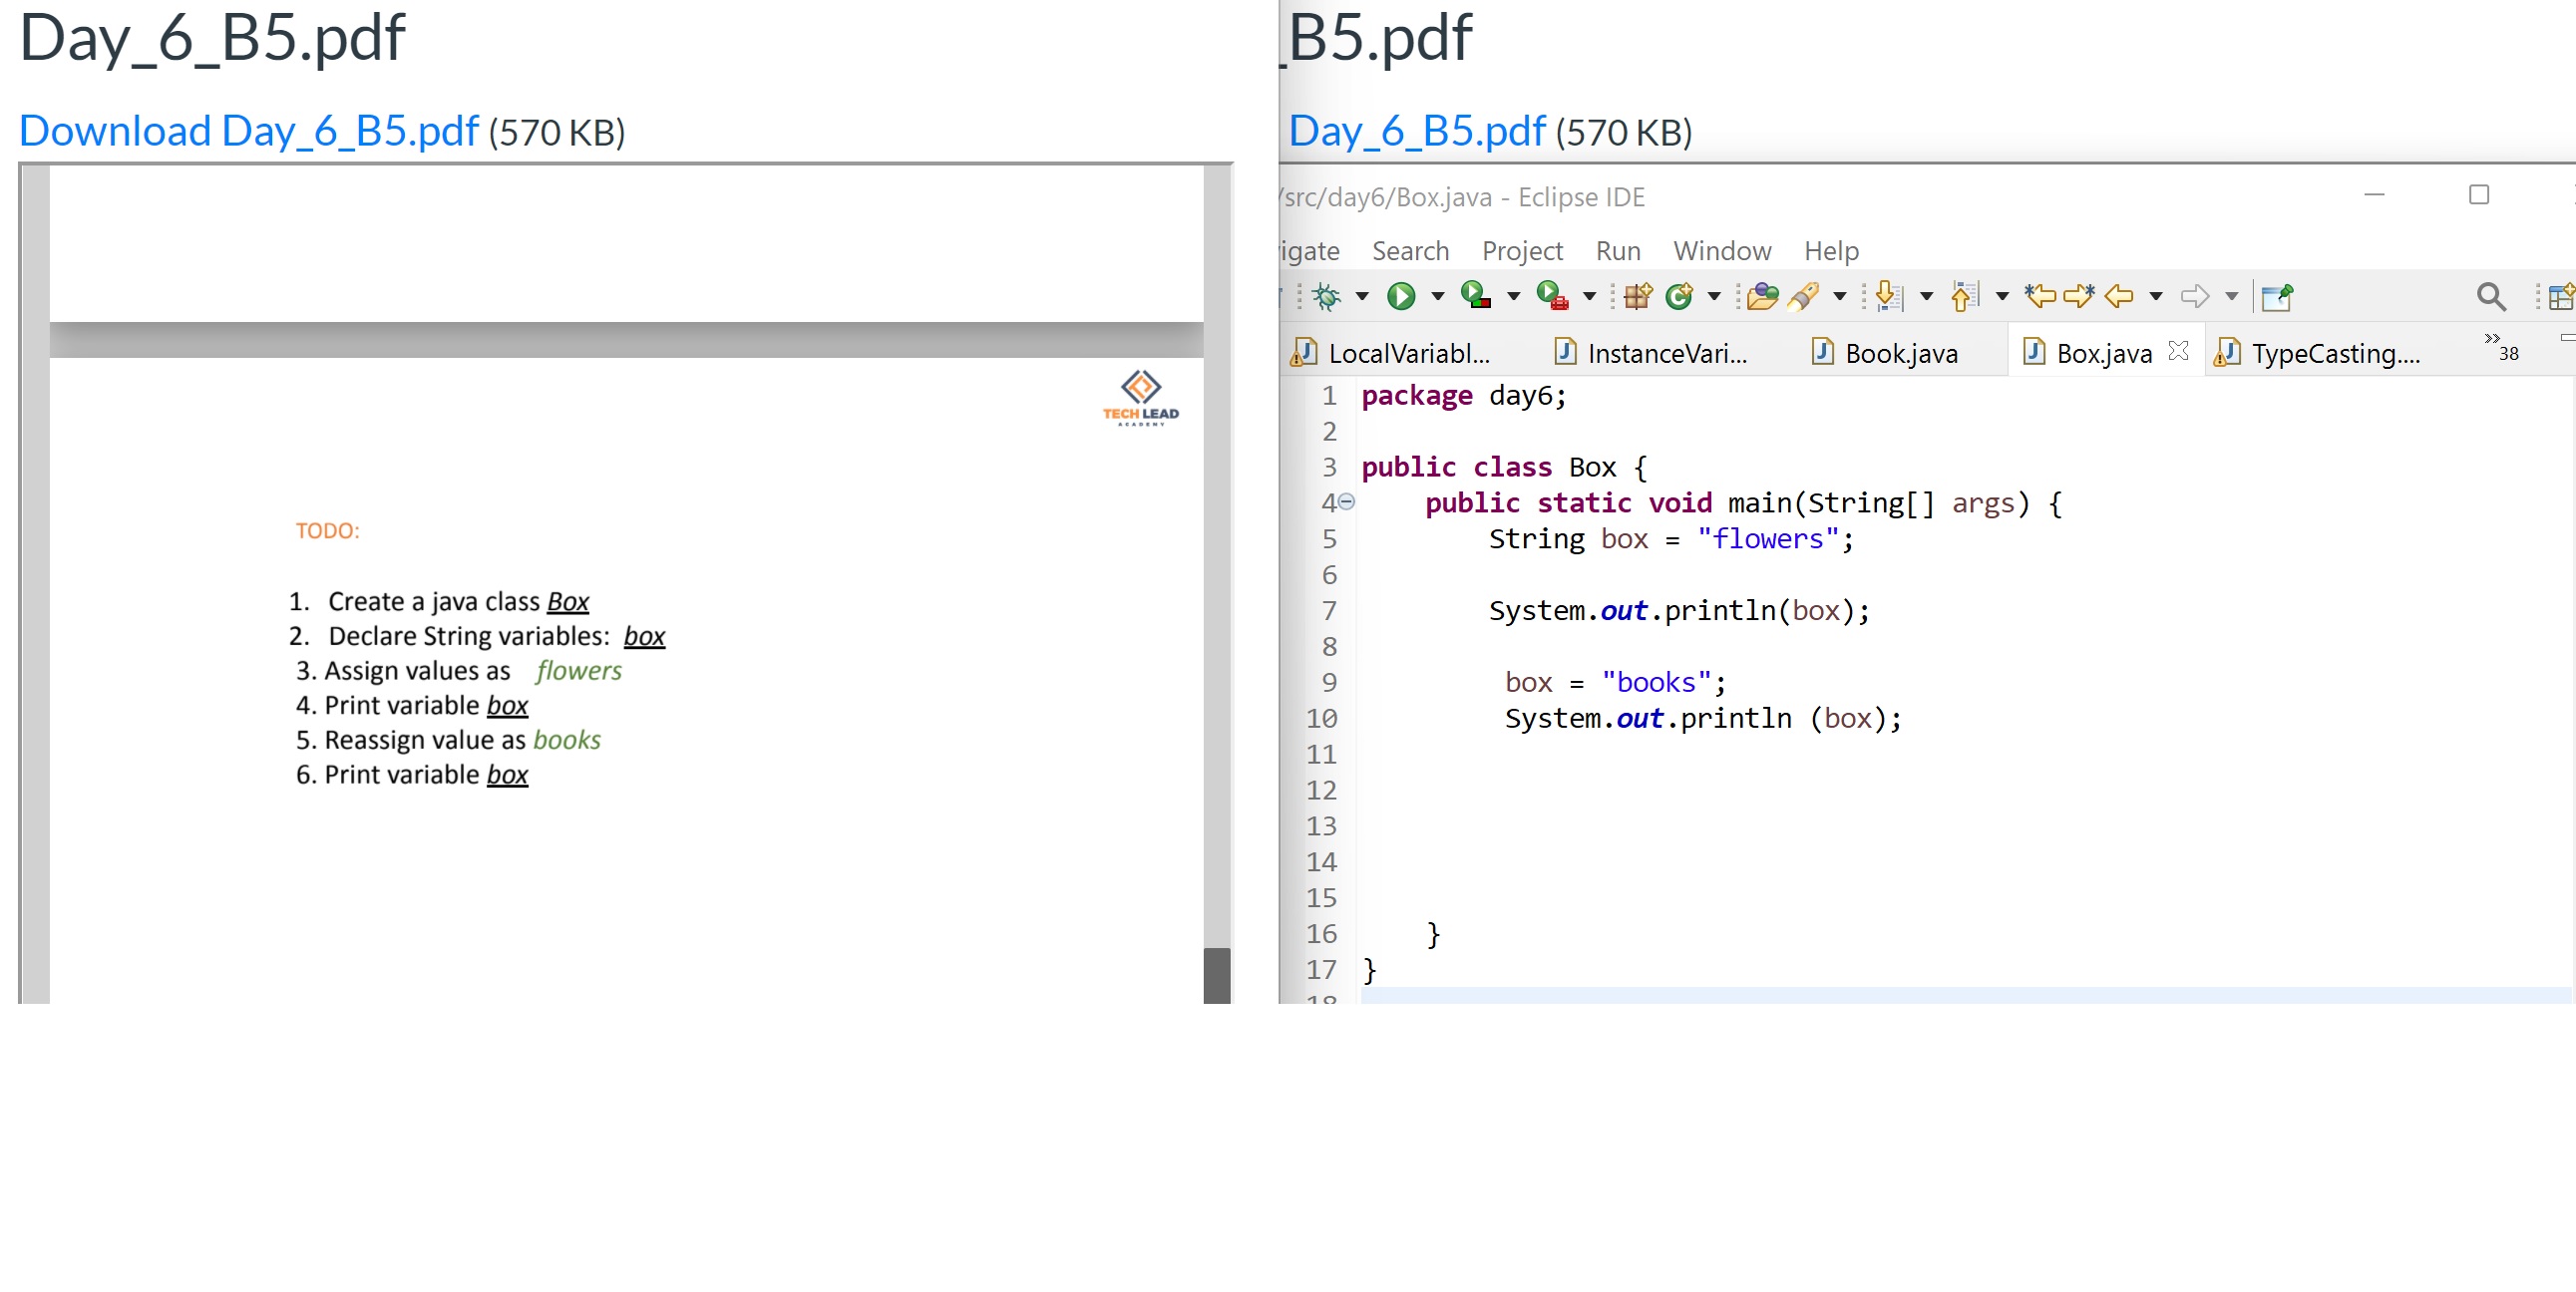 Day_6_B5.pdf
Download Day_6_B5.pdf (570 KB)
TECH LEAD
ACADEMY
TODO:
1. Create a java class Box
2. Declare String variables: box
3. Assign values as flowers
4. Print variable box
5. Reassign value as books
6. Print variable box
_B5.pdf
Day_6_B5.pdf (570 KB)
/src/day6/Box.java - Eclipse IDE
igate Search Project Run Window Help
LocalVariabl... InstanceVari... Book.java Box.java TypeCasting.... »38
1 package day6;
2
3 public class Box {
4 public static void main(String[] args) {
5 String box = "flowers";
6
7 System.out.println(box);
8
9 box = "books";
10 System.out.println (box);
11
12
13
14
15
16 }
17 }
18